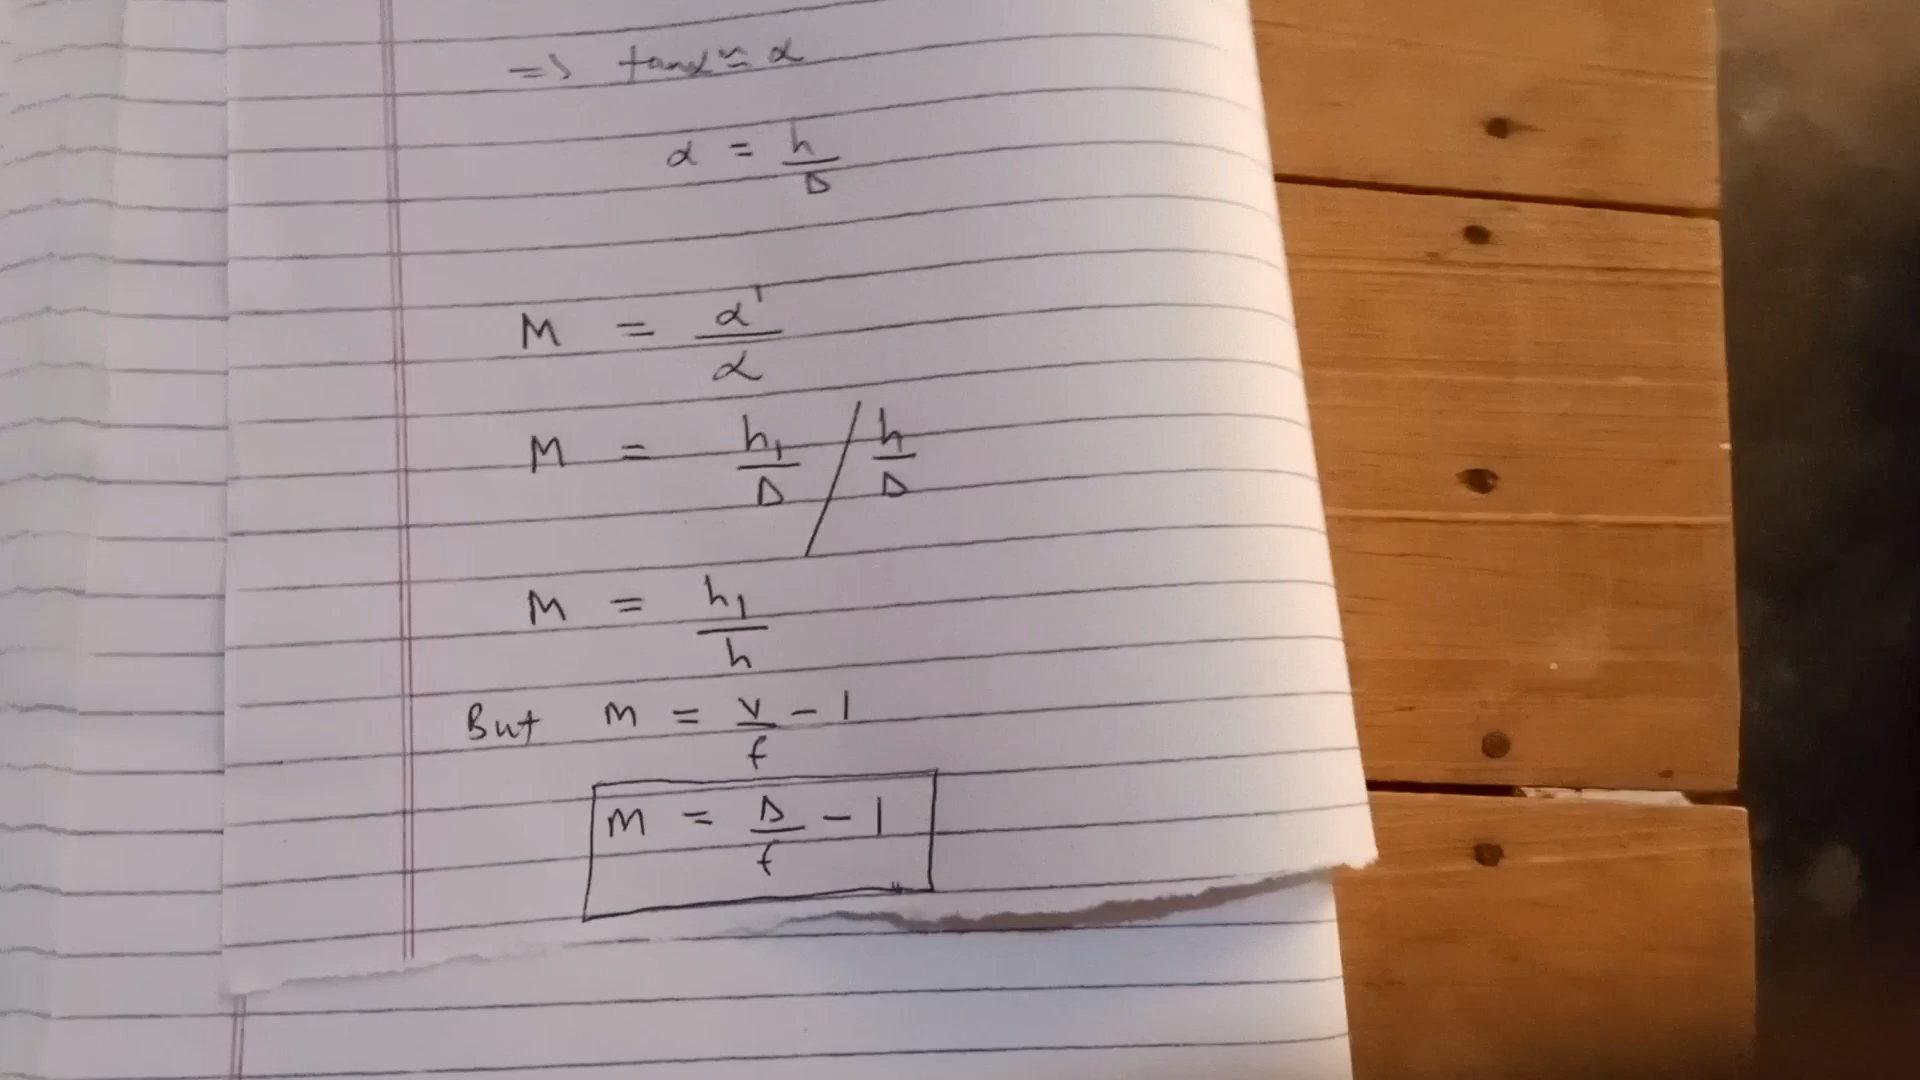 => tanα ≈ α
α = h/D
M = α'/α
M = h₁/D / h/D
M = h₁/h
But m = v/f - 1
m = D/f - 1